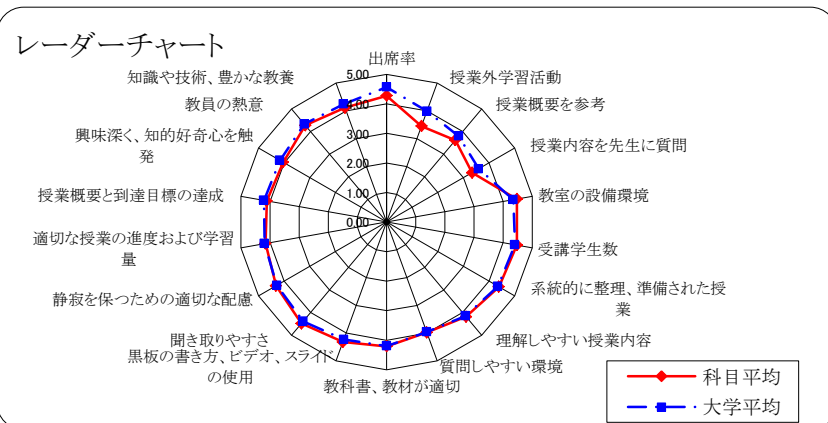 レーダーチャート
出席率
授業外学習活動
授業概要を参考
授業内容を先生に質問
教室の設備環境
受講学生数
系統的に整理、準備された授
業
理解しやすい授業内容
質問しやすい環境
教科書、教材が適切
黒板の書き方、ビデオ、スライド
の使用
聞き取りやすさ
静寂を保つための適切な配慮
適切な授業の進度および学習
量
授業概要と到達目標の達成
興味深く、知的好奇心を触
発
教員の熱意
知識や技術、豊かな教養
5.00
4.00
3.00
2.00
1.00
0.00
科目平均
大学平均